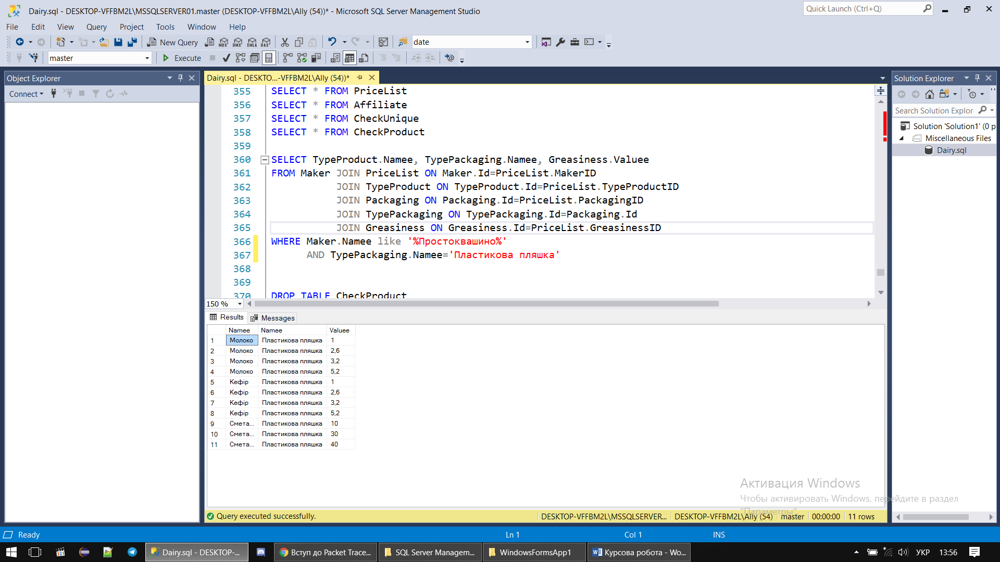 Dairy.sql - DESKTOP-VFFBM2L\MSSQLSERVER01.master (DESKTOP-VFFBM2L\Ally (54))* - Microsoft SQL Server Management Studio
Quick Launch (Ctrl+Q)
File Edit View Query Project Tools Window Help
New Query MDX DMX XMLA DAX date
master Execute
Object Explorer
Connect
Dairy.sql - DESKTO...-VFFBM2L\Ally (54))*
355 SELECT * FROM PriceList
356 SELECT * FROM Affiliate
357 SELECT * FROM CheckUnique
358 SELECT * FROM CheckProduct
359
360 SELECT TypeProduct.Namee, TypePackaging.Namee, Greasiness.Valuee
361 FROM Maker JOIN PriceList ON Maker.Id=PriceList.MakerID
362 JOIN TypeProduct ON TypeProduct.Id=PriceList.TypeProductID
363 JOIN Packaging ON Packaging.Id=PriceList.PackagingID
364 JOIN TypePackaging ON TypePackaging.Id=Packaging.Id
365 JOIN Greasiness ON Greasiness.Id=PriceList.GreasinessID
366 WHERE Maker.Namee like '%Простоквашино%'
367 AND TypePackaging.Namee='Пластикова пляшка'
368
369
370 DROP TABLE CheckProduct
150 %
Results Messages
Namee Namee Valuee
1 Молоко Пластикова пляшка 1
2 Молоко Пластикова пляшка 2,6
3 Молоко Пластикова пляшка 3,2
4 Молоко Пластикова пляшка 5,2
5 Кефір Пластикова пляшка 1
6 Кефір Пластикова пляшка 2,6
7 Кефір Пластикова пляшка 3,2
8 Кефір Пластикова пляшка 5,2
9 Смета... Пластикова пляшка 10
10 Смета... Пластикова пляшка 30
11 Смета... Пластикова пляшка 40
Solution Explorer
Search Solution Explor
Solution 'Solution1' (0 p
Miscellaneous Files
Dairy.sql
Активация Windows
Чтобы активировать Windows, перейдите в раздел
"Параметры".
Query executed successfully. DESKTOP-VFFBM2L\MSSQLSERVER... DESKTOP-VFFBM2L\Ally (54) master 00:00:00 11 rows
Ready Ln 1 Col 1 INS
Dairy.sql - DESKTOP-... Вступ до Packet Trace... SQL Server Managem... WindowsFormsApp1 Курсова робота - Wo... УКР 13:56